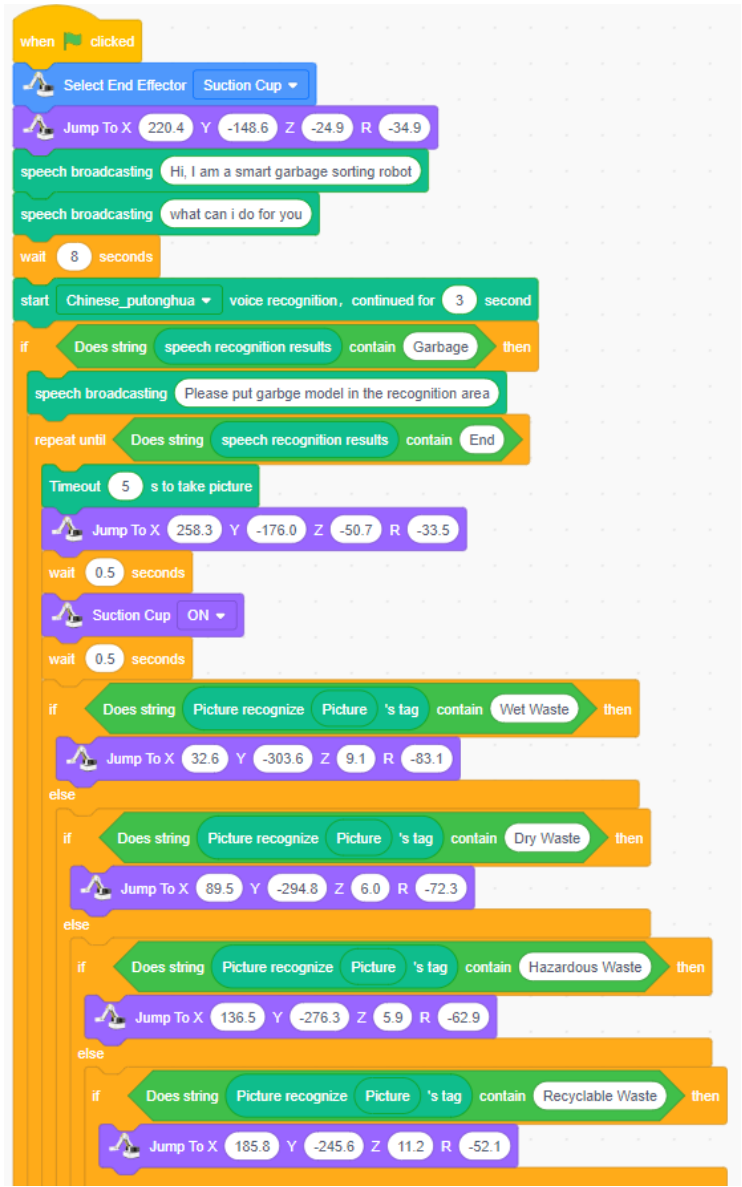 when clicked
Select End Effector Suction Cup
Jump To X 220.4 Y -148.6 Z -24.9 R -34.9
speech broadcasting Hi, I am a smart garbage sorting robot
speech broadcasting what can i do for you
wait 8 seconds
start Chinese_putonghua voice recognition, continued for 3 second
if Does string speech recognition results contain Garbage then
speech broadcasting Please put garbge model in the recognition area
repeat until Does string speech recognition results contain End
Timeout 5 s to take picture
Jump To X 258.3 Y -176.0 Z -50.7 R -33.5
wait 0.5 seconds
Suction Cup ON
wait 0.5 seconds
if Does string Picture recognize Picture 's tag contain Wet Waste then
Jump To X 32.6 Y -303.6 Z 9.1 R -83.1
else
if Does string Picture recognize Picture 's tag contain Dry Waste then
Jump To X 89.5 Y -294.8 Z 6.0 R -72.3
else
if Does string Picture recognize Picture 's tag contain Hazardous Waste then
Jump To X 136.5 Y -276.3 Z 5.9 R -62.9
else
if Does string Picture recognize Picture 's tag contain Recyclable Waste then
Jump To X 185.8 Y -245.6 Z 11.2 R -52.1